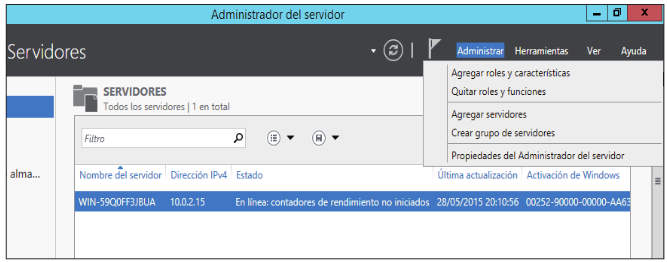 Administrador del servidor
Servidores
Administrar Herramientas Ver Ayuda
Agregar roles y características
Quitar roles y funciones
Agregar servidores
Crear grupo de servidores
Propiedades del Administrador del servidor
SERVIDORES
Todos los servidores | 1 en total
Filtro
alma...
Nombre del servidor Dirección IPv4 Estado Última actualización Activación de Windows
WIN-59Q0FF3JBUA 10.0.2.15 En línea: contadores de rendimiento no iniciados 28/05/2015 20:10:56 00252-90000-00000-AA63